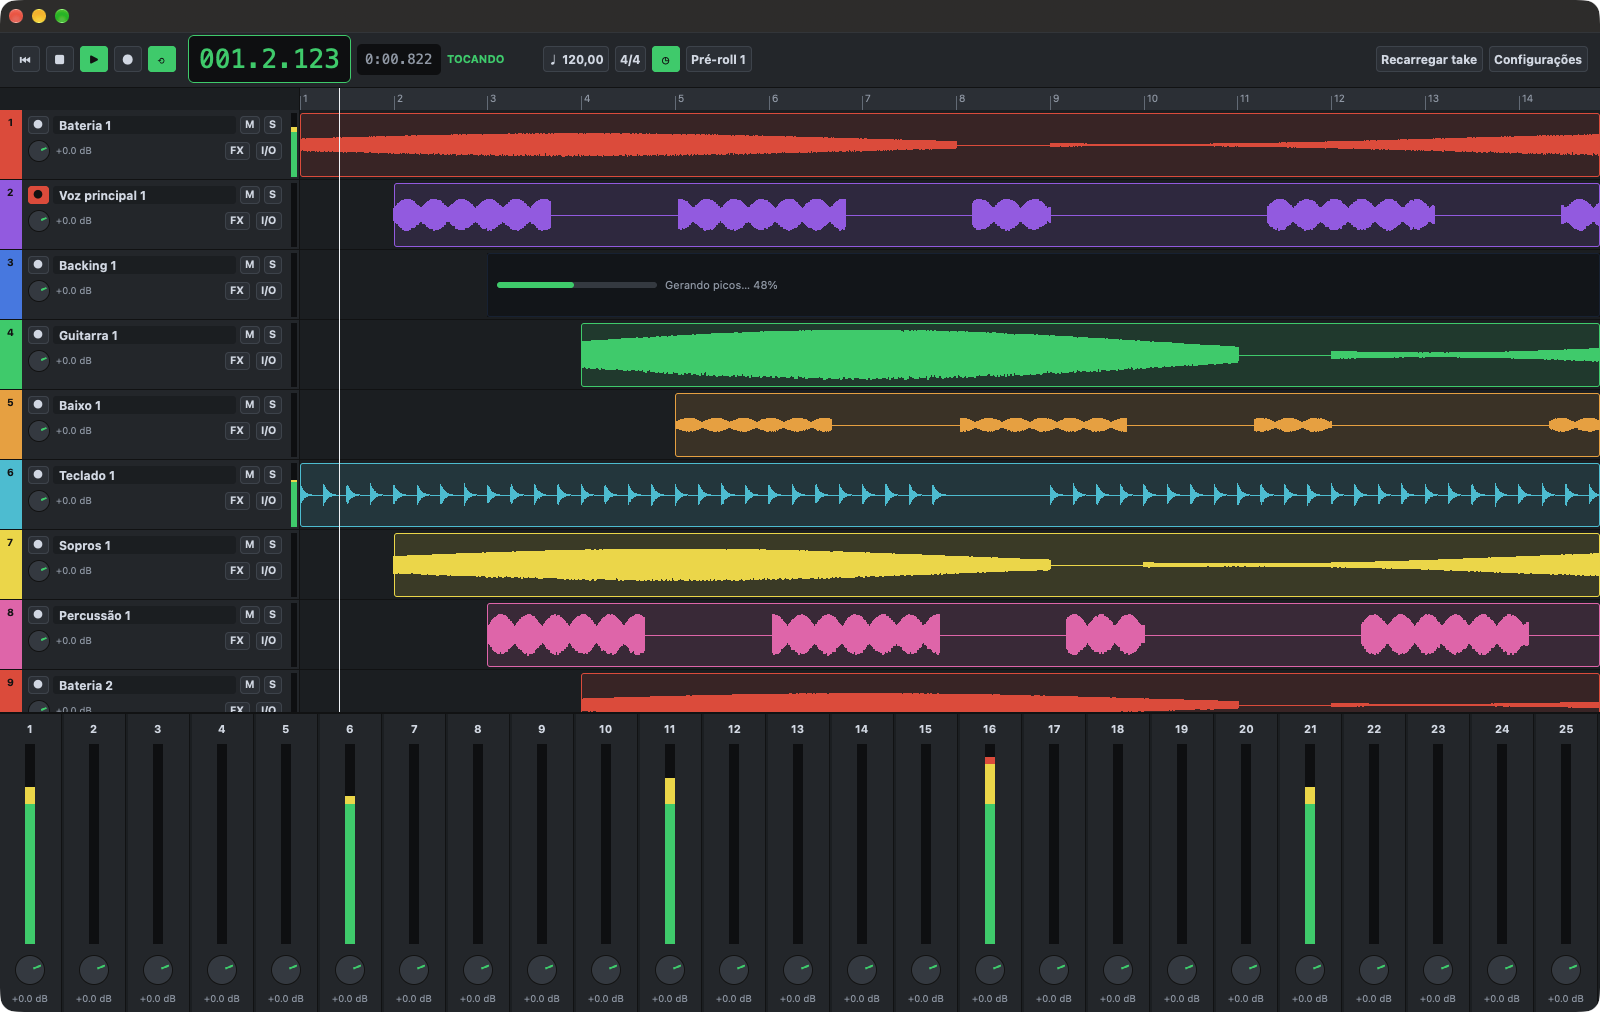 001.2.123 0:00.822 TOCANDO ♩ 120,00 4/4 Pré-roll 1 Recarregar take Configurações
1 2 3 4 5 6 7 8 9 10 11 12 13 14
1 Bateria 1 M S
+0.0 dB FX I/O
2 Voz principal 1 M S
+0.0 dB FX I/O
3 Backing 1 M S
+0.0 dB FX I/O
Gerando picos... 48%
4 Guitarra 1 M S
+0.0 dB FX I/O
5 Baixo 1 M S
+0.0 dB FX I/O
6 Teclado 1 M S
+0.0 dB FX I/O
7 Sopros 1 M S
+0.0 dB FX I/O
8 Percussão 1 M S
+0.0 dB FX I/O
9 Bateria 2 M S
+0.0 dB FX I/O
1 2 3 4 5 6 7 8 9 10 11 12 13 14 15 16 17 18 19 20 21 22 23 24 25
+0.0 dB +0.0 dB +0.0 dB +0.0 dB +0.0 dB +0.0 dB +0.0 dB +0.0 dB +0.0 dB +0.0 dB +0.0 dB +0.0 dB +0.0 dB +0.0 dB +0.0 dB +0.0 dB +0.0 dB +0.0 dB +0.0 dB +0.0 dB +0.0 dB +0.0 dB +0.0 dB +0.0 dB +0.0 dB